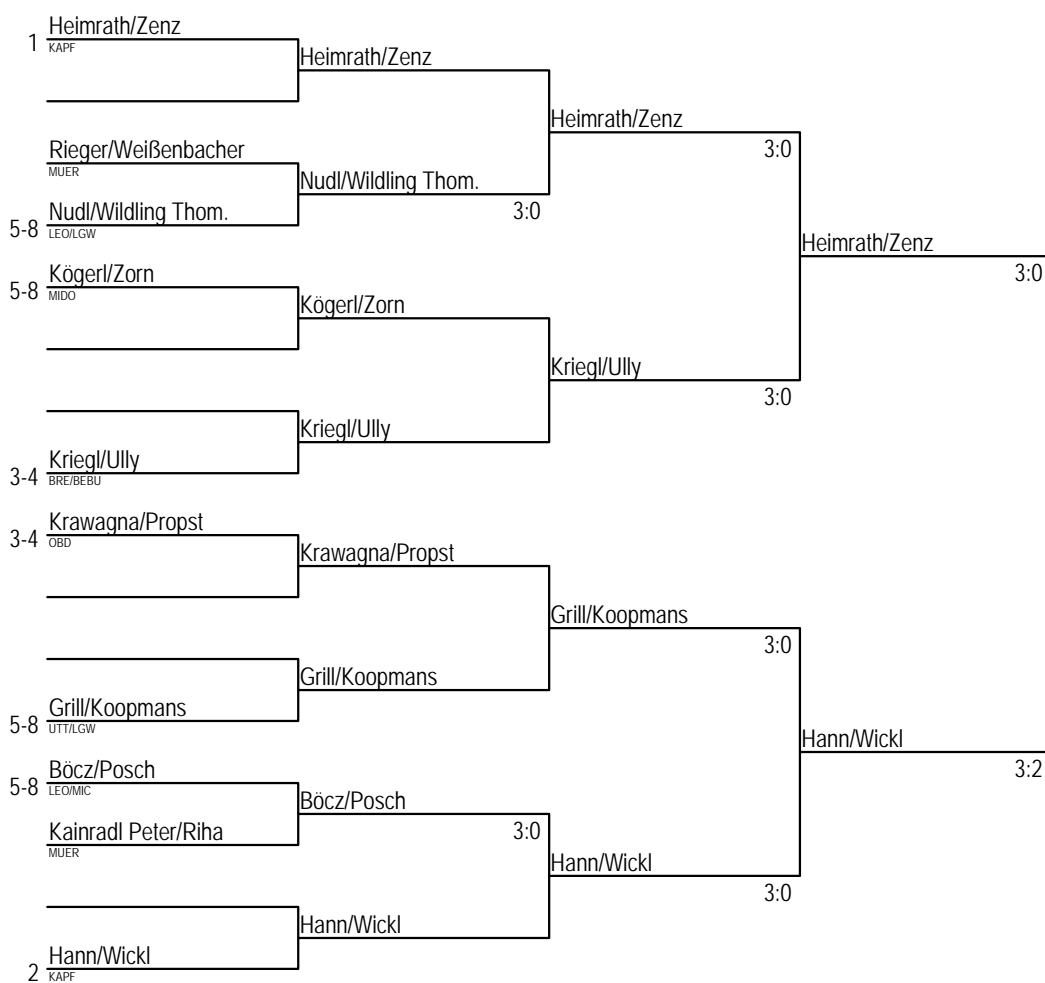 Heimrath/Zenz
1
KAPF
Heimrath/Zenz
Heimrath/Zenz
3:0
Rieger/Weißenbacher
MUER
Nudl/Wildling Thom.
3:0
Nudl/Wildling Thom.
5-8
LEO/LGW
Heimrath/Zenz
3:0
Kögerl/Zorn
5-8
MIDO
Kögerl/Zorn
Kriegl/Ully
3:0
Kriegl/Ully
Kriegl/Ully
3-4
BRE/BEBU
Krawagna/Propst
3-4
OBD
Krawagna/Propst
Grill/Koopmans
3:0
Grill/Koopmans
Grill/Koopmans
5-8
UTT/LGW
Hann/Wickl
3:2
Böcz/Posch
5-8
LEO/MIC
Böcz/Posch
3:0
Kainradl Peter/Riha
MUER
Hann/Wickl
3:0
Hann/Wickl
Hann/Wickl
2
KAPF